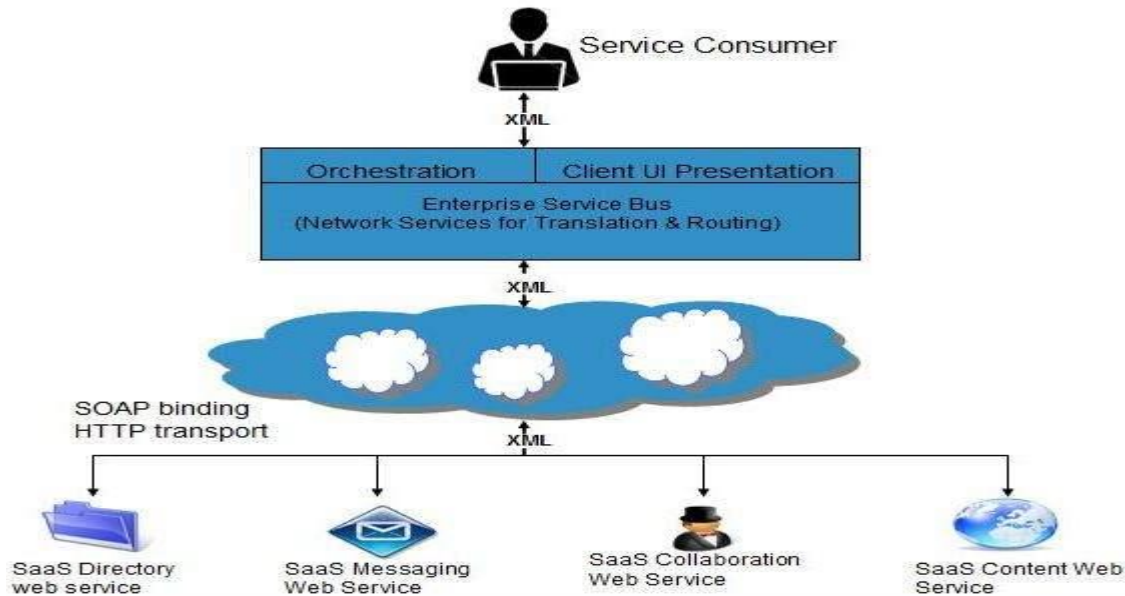 Service Consumer
XML
Orchestration
Client UI Presentation
Enterprise Service Bus
(Network Services for Translation & Routing)
XML
SOAP binding
HTTP transport
XML
SaaS Directory
web service
SaaS Messaging
Web Service
SaaS Collaboration
Web Service
SaaS Content Web
Service